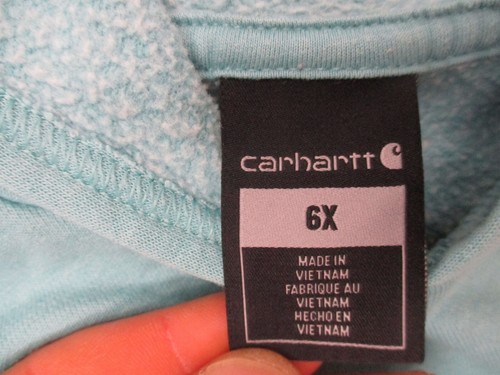 carhartt
6X
MADE IN
VIETNAM
FABRIQUE AU
VIETNAM
HECHO EN
VIETNAM